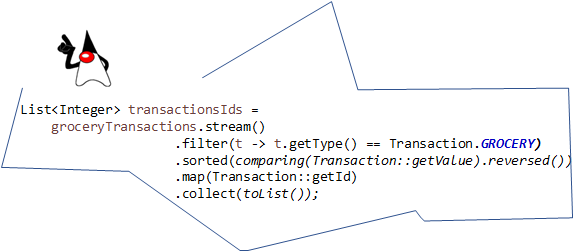 List<Integer> transactionsIds =
groceryTransactions.stream()
.filter(t -> t.getType() == Transaction.GROCERY)
.sorted(comparing(Transaction::getValue).reversed())
.map(Transaction::getId)
.collect(toList());